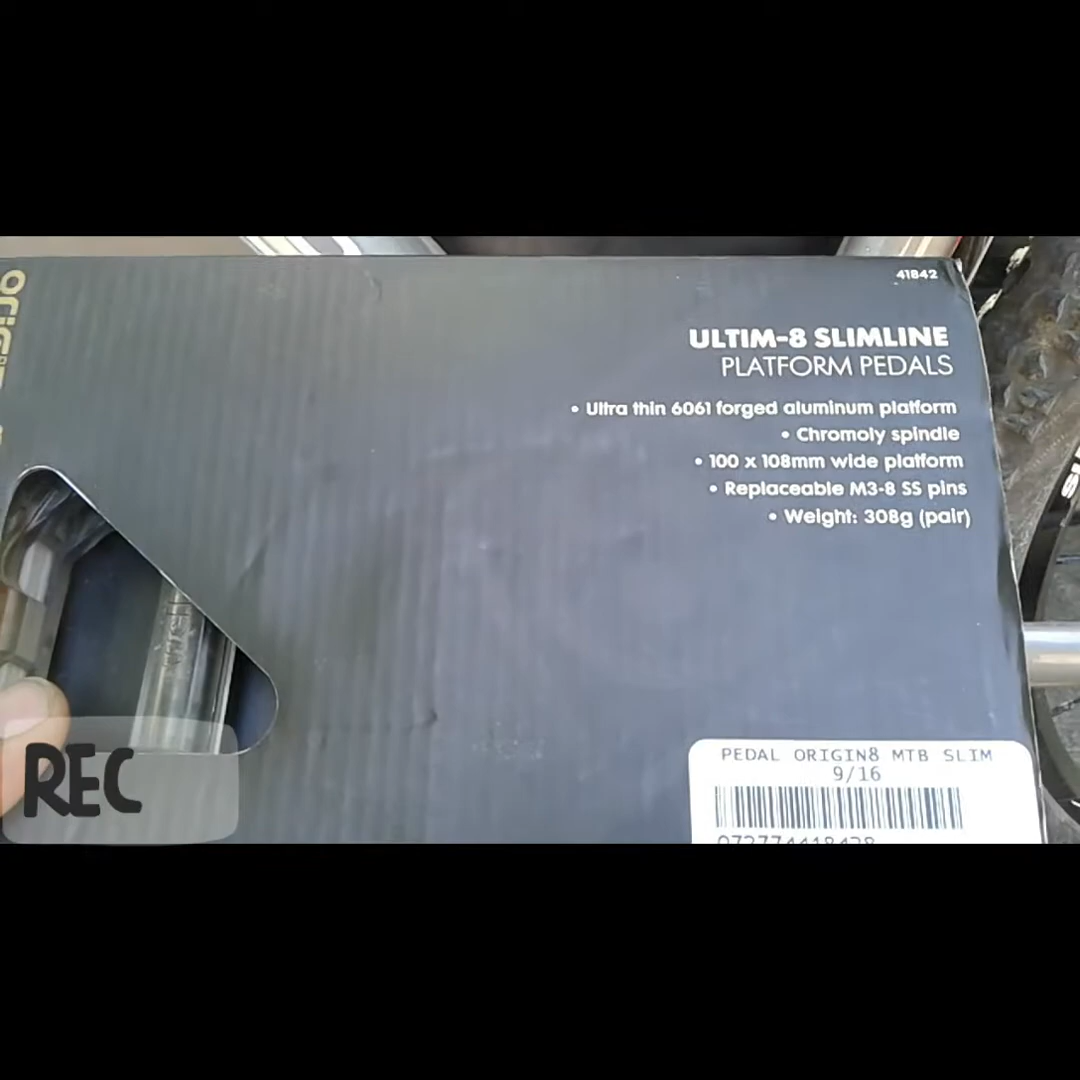 41842
ULTIM-8 SLIMLINE
PLATFORM PEDALS
• Ultra thin 6061 forged aluminum platform
• Chromoly spindle
• 100 x 108mm wide platform
• Replaceable M3-8 SS pins
• Weight: 308g (pair)
REC
PEDAL ORIGIN8 MTB SLIM
9/16